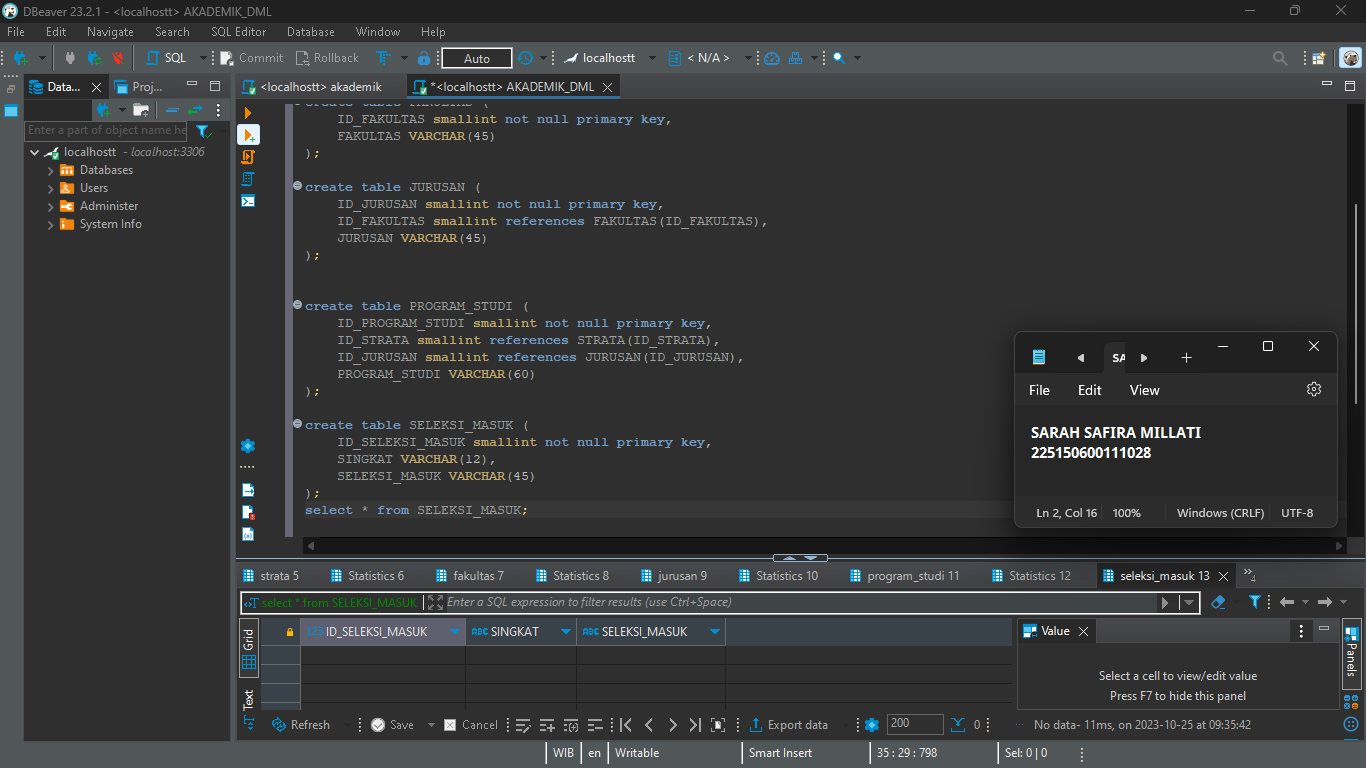 DBeaver 23.2.1 - <localhostt> AKADEMIK_DML
File Edit Navigate Search SQL Editor Database Window Help
SQL Commit Rollback Auto localhostt < N/A >
Data... Proj... <localhostt> akademik *<localhostt> AKADEMIK_DML
Enter a part of object name he
localhostt - localhost:3306
Databases
Users
Administer
System Info
create table FAKULTAS (
ID_FAKULTAS smallint not null primary key,
FAKULTAS VARCHAR(45)
);
create table JURUSAN (
ID_JURUSAN smallint not null primary key,
ID_FAKULTAS smallint references FAKULTAS(ID_FAKULTAS),
JURUSAN VARCHAR(45)
);
create table PROGRAM_STUDI (
ID_PROGRAM_STUDI smallint not null primary key,
ID_STRATA smallint references STRATA(ID_STRATA),
ID_JURUSAN smallint references JURUSAN(ID_JURUSAN),
PROGRAM_STUDI VARCHAR(60)
);
create table SELEKSI_MASUK (
ID_SELEKSI_MASUK smallint not null primary key,
SINGKAT VARCHAR(12),
SELEKSI_MASUK VARCHAR(45)
);
select * from SELEKSI_MASUK;
SA
File Edit View
SARAH SAFIRA MILLATI
225150600111028
Ln 2, Col 16 100% Windows (CRLF) UTF-8
strata 5 Statistics 6 fakultas 7 Statistics 8 jurusan 9 Statistics 10 program_studi 11 Statistics 12 seleksi_masuk 13 »4
select * from SELEKSI_MASUK Enter a SQL expression to filter results (use Ctrl+Space)
Grid
Text
123 ID_SELEKSI_MASUK ABC SINGKAT ABC SELEKSI_MASUK
Value
Select a cell to view/edit value
Press F7 to hide this panel
Panels
Refresh Save Cancel Export data 200 0 No data - 11ms, on 2023-10-25 at 09:35:42
WIB en Writable Smart Insert 35 : 29 : 798 Sel: 0 | 0